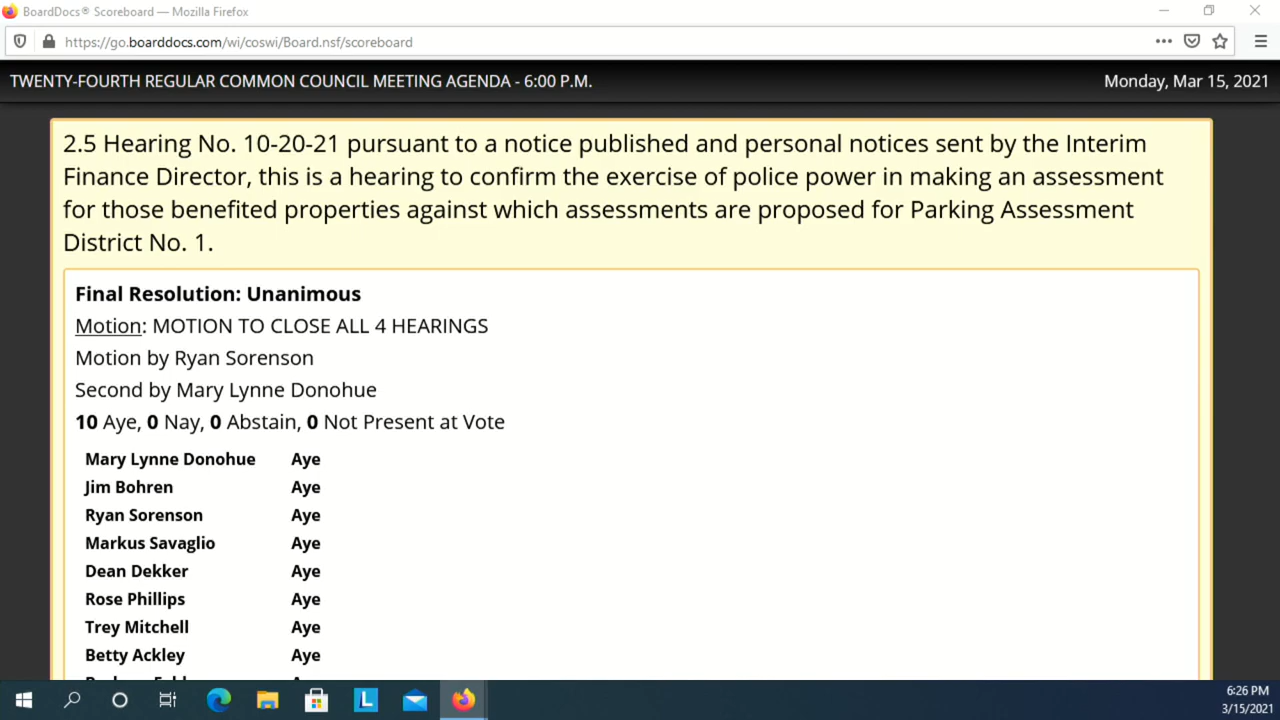 BoardDocs® Scoreboard — Mozilla Firefox
https://go.boarddocs.com/wi/coswi/Board.nsf/scoreboard
TWENTY-FOURTH REGULAR COMMON COUNCIL MEETING AGENDA - 6:00 P.M. Monday, Mar 15, 2021
2.5 Hearing No. 10-20-21 pursuant to a notice published and personal notices sent by the Interim
Finance Director, this is a hearing to confirm the exercise of police power in making an assessment
for those benefited properties against which assessments are proposed for Parking Assessment
District No. 1.
Final Resolution: Unanimous
Motion: MOTION TO CLOSE ALL 4 HEARINGS
Motion by Ryan Sorenson
Second by Mary Lynne Donohue
10 Aye, 0 Nay, 0 Abstain, 0 Not Present at Vote
Mary Lynne Donohue Aye
Jim Bohren Aye
Ryan Sorenson Aye
Markus Savaglio Aye
Dean Dekker Aye
Rose Phillips Aye
Trey Mitchell Aye
Betty Ackley Aye
L
6:26 PM
3/15/2021